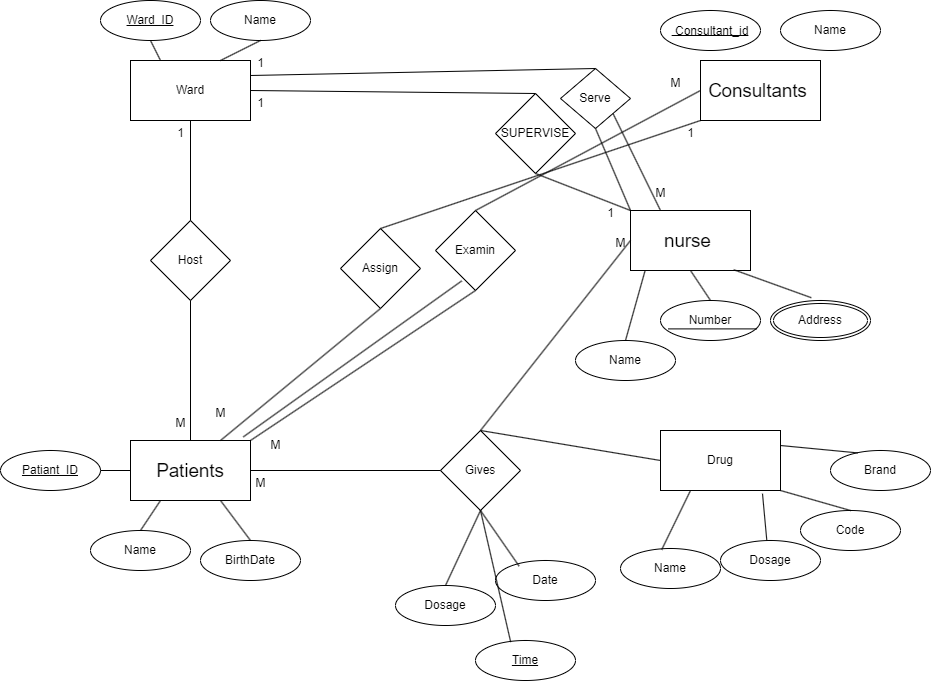 Ward_ID
Name
Consultant_id
Name
1
Ward
M
Consultants
Serve
1
1
SUPERVISE
1
M
1
M
nurse
Host
Assign
Examin
Number
Address
Name
M
M
M
Patiant_ID
Patients
M
Gives
Drug
Brand
Name
BirthDate
Code
Name
Dosage
Date
Dosage
Time